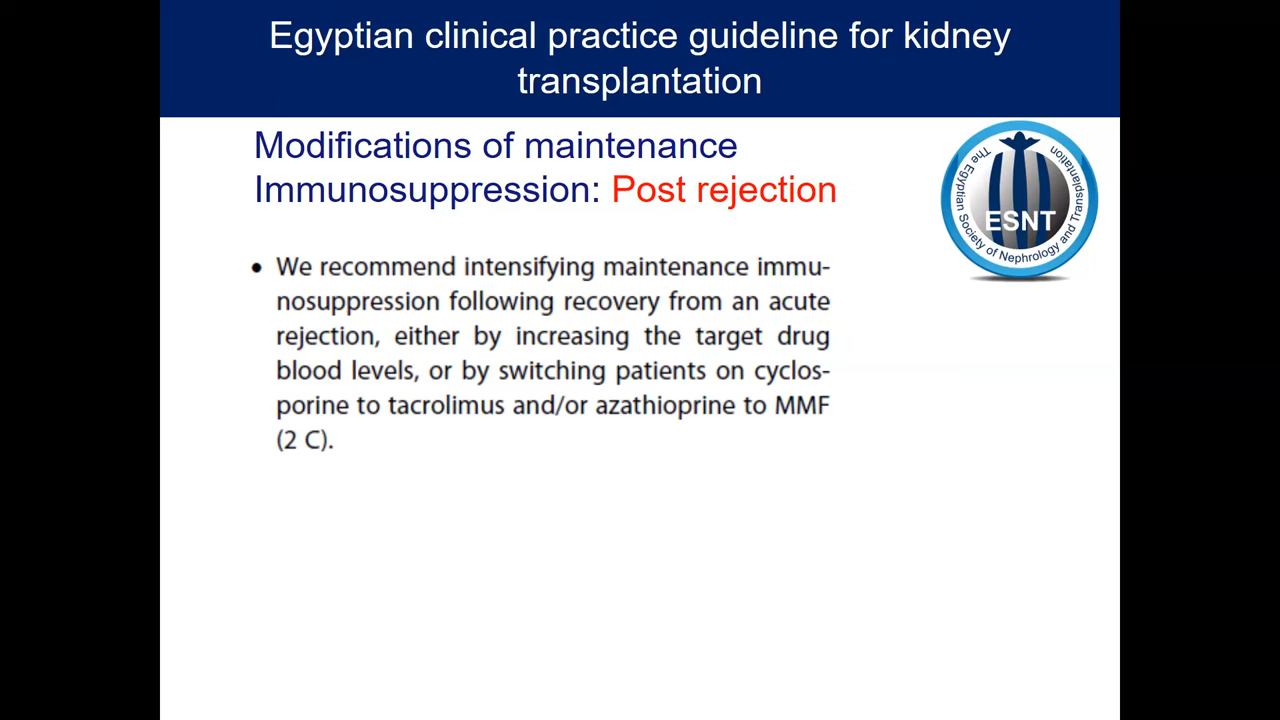 Egyptian clinical practice guideline for kidney
transplantation
Modifications of maintenance
Immunosuppression: Post rejection
The Egyptian Society of Nephrology and Transplantation
ESNT
• We recommend intensifying maintenance immu-
nosuppression following recovery from an acute
rejection, either by increasing the target drug
blood levels, or by switching patients on cyclos-
porine to tacrolimus and/or azathioprine to MMF
(2 C).